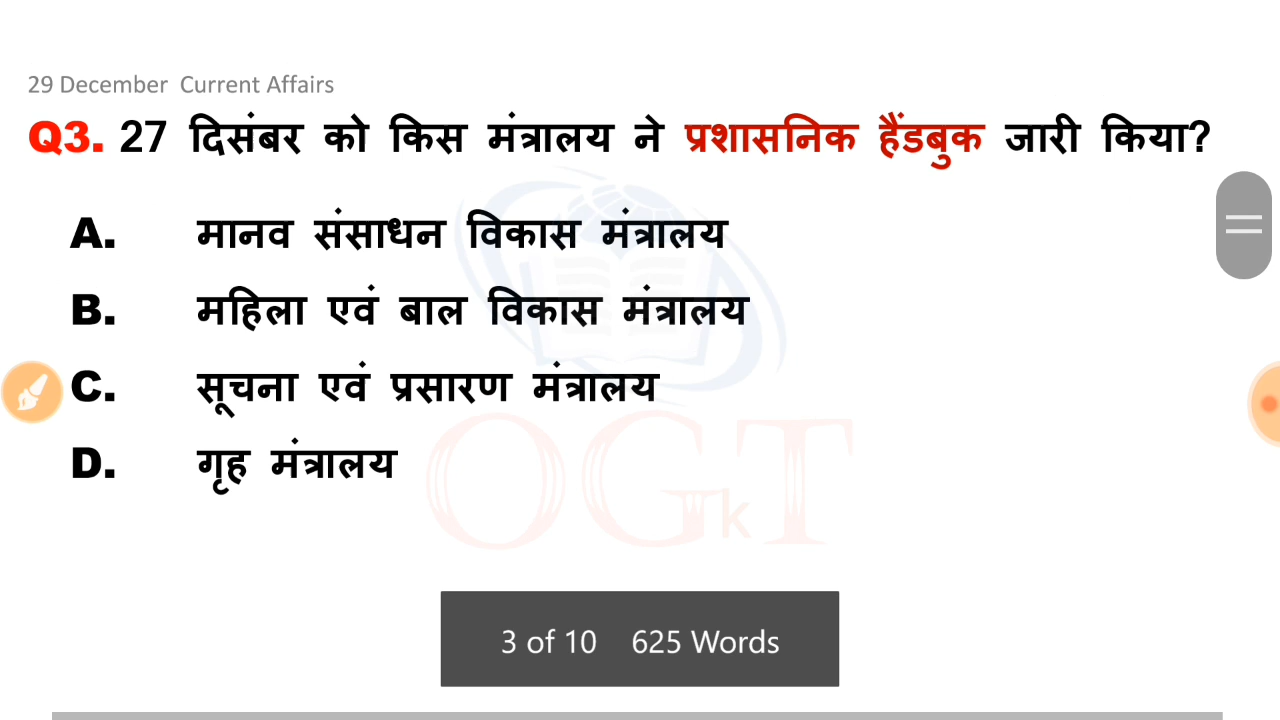 29 December Current Affairs
Q3. 27 दिसंबर को किस मंत्रालय ने प्रशासनिक हैंडबुक जारी किया?
A. मानव संसाधन विकास मंत्रालय
B. महिला एवं बाल विकास मंत्रालय
C. सूचना एवं प्रसारण मंत्रालय
D. गृह मंत्रालय
OGkT
3 of 10 625 Words